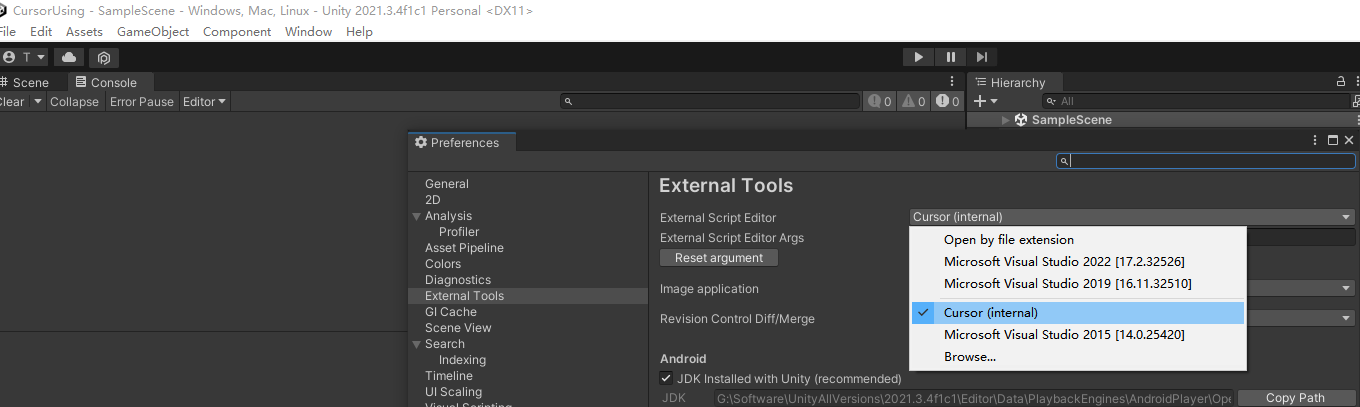 CursorUsing - SampleScene - Windows, Mac, Linux - Unity 2021.3.4f1c1 Personal <DX11>
File Edit Assets GameObject Component Window Help
T
Scene Console
Hierarchy
Clear Collapse Error Pause Editor 0 0 0
All
SampleScene
Preferences
General
2D
Analysis
Profiler
Asset Pipeline
Colors
Diagnostics
External Tools
GI Cache
Scene View
Search
Indexing
Timeline
UI Scaling
Visual Scripting
External Tools
External Script Editor Cursor (internal)
External Script Editor Args
Reset argument
Image application
Revision Control Diff/Merge
Open by file extension
Microsoft Visual Studio 2022 [17.2.32526]
Microsoft Visual Studio 2019 [16.11.32510]
Cursor (internal)
Microsoft Visual Studio 2015 [14.0.25420]
Browse...
Android
JDK Installed with Unity (recommended)
JDK G:\Software\UnityAllVersions\2021.3.4f1c1\Editor\Data\PlaybackEngines\AndroidPlayer\Ope Copy Path